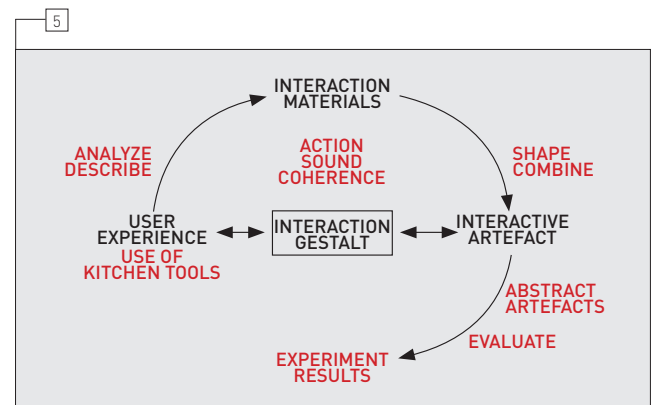 5
INTERACTION
MATERIALS
ANALYZE
DESCRIBE
ACTION
SOUND
COHERENCE
SHAPE
COMBINE
USER
EXPERIENCE
USE OF
KITCHEN TOOLS
INTERACTION
GESTALT
INTERACTIVE
ARTEFACT
ABSTRACT
ARTEFACTS
EVALUATE
EXPERIMENT
RESULTS